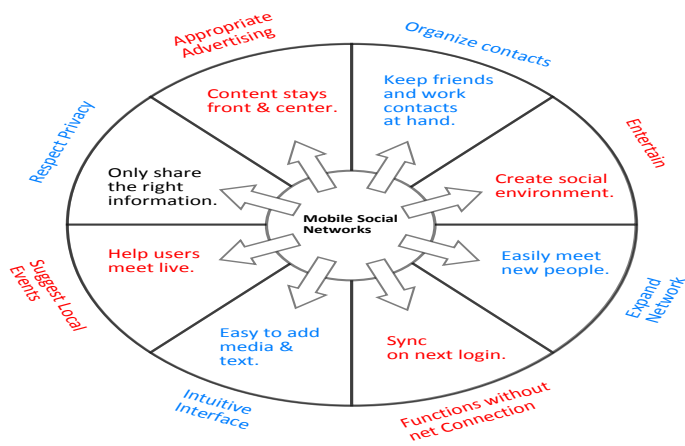 Appropriate
Advertising
Organize contacts
Content stays
front & center.
Keep friends
and work
contacts
at hand.
Respect Privacy
Entertain
Only share
the right
information.
Create social
environment.
Mobile Social
Networks
Help users
meet live.
Easily meet
new people.
Suggest Local
Events
Expand
Network
Easy to add
media &
text.
Sync
on next login.
Intuitive
Interface
Functions without
net Connection